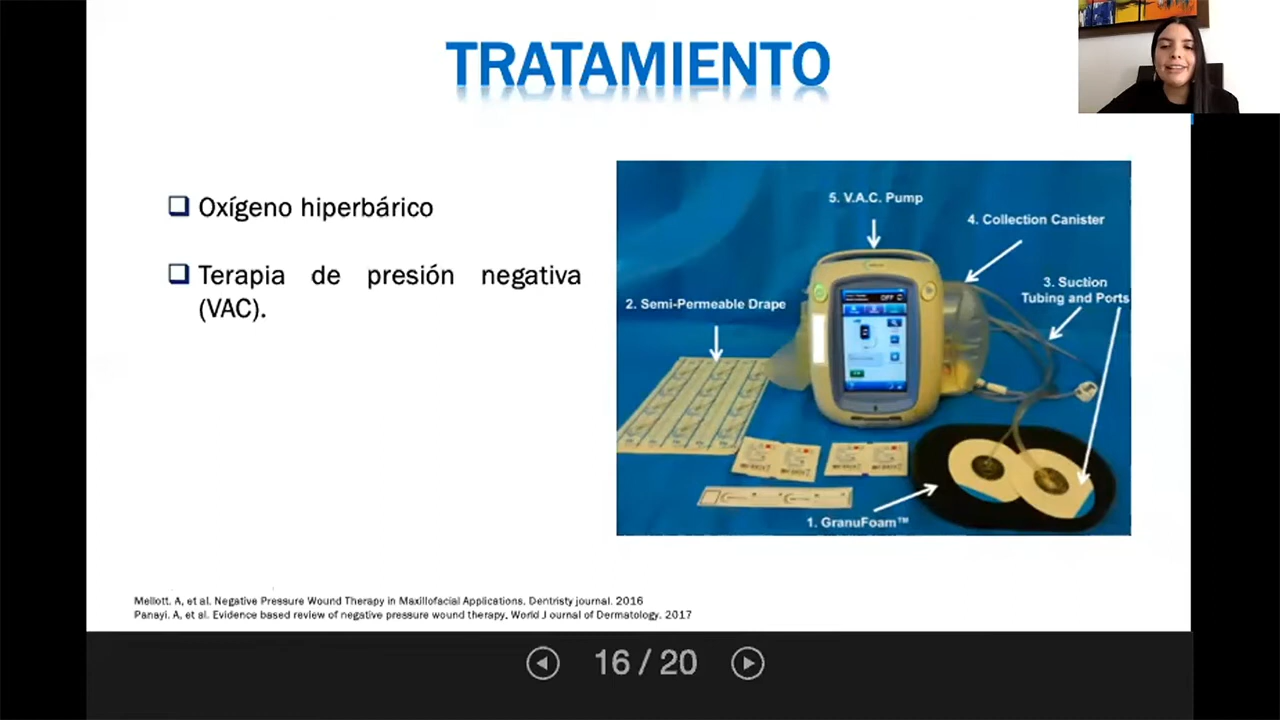 TRATAMIENTO
Oxígeno hiperbárico
Terapia de presión negativa
(VAC).
5. V.A.C. Pump
4. Collection Canister
3. Suction
Tubing and Ports
2. Semi-Permeable Drape
OFF
1. GranuFoam™
Mellott. A, et al. Negative Pressure Wound Therapy in Maxillofacial Applications. Dentristy journal. 2016
Panayi. A, et al. Evidence based review of negative pressure wound therapy. World J ournal of Dermatology. 2017
16 / 20